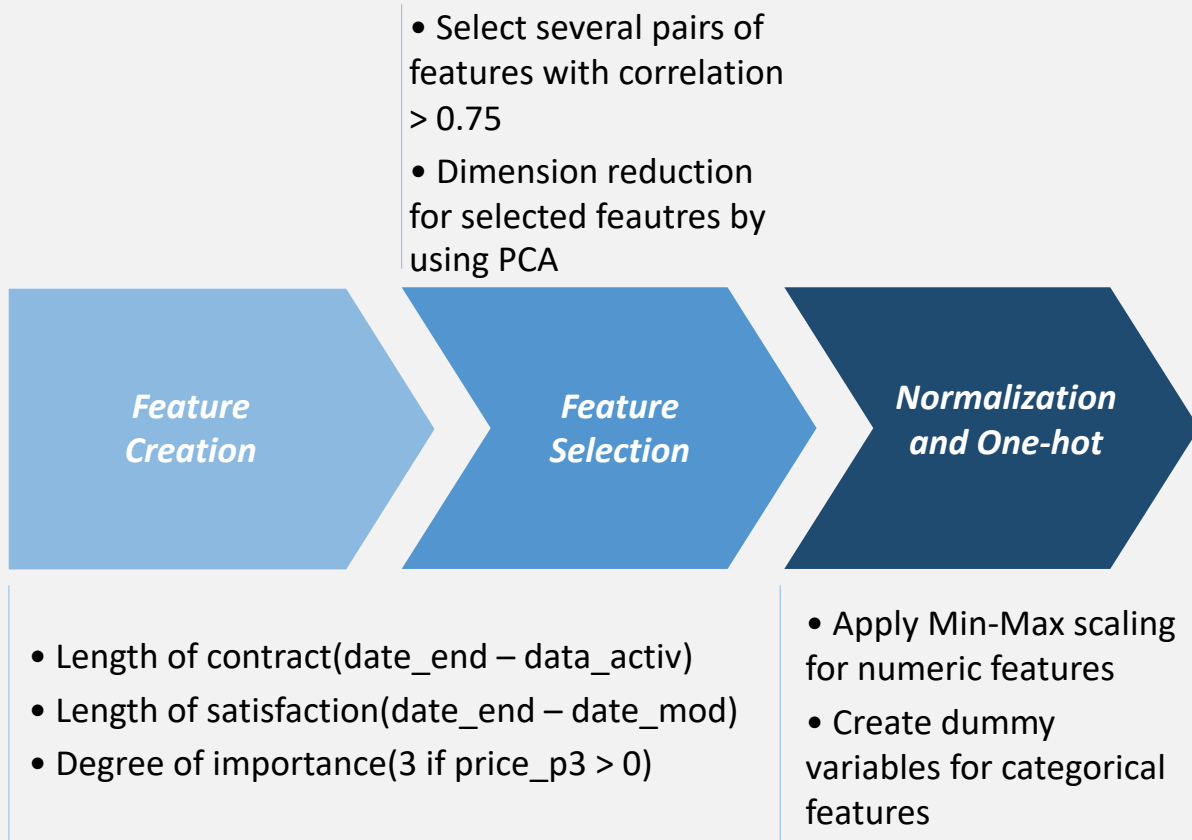 • Select several pairs of
features with correlation
> 0.75
• Dimension reduction
for selected feautres by
using PCA
Feature
Creation
Feature
Selection
Normalization
and One-hot
• Length of contract(date_end – data_activ)
• Length of satisfaction(date_end – date_mod)
• Degree of importance(3 if price_p3 > 0)
• Apply Min-Max scaling
for numeric features
• Create dummy
variables for categorical
features